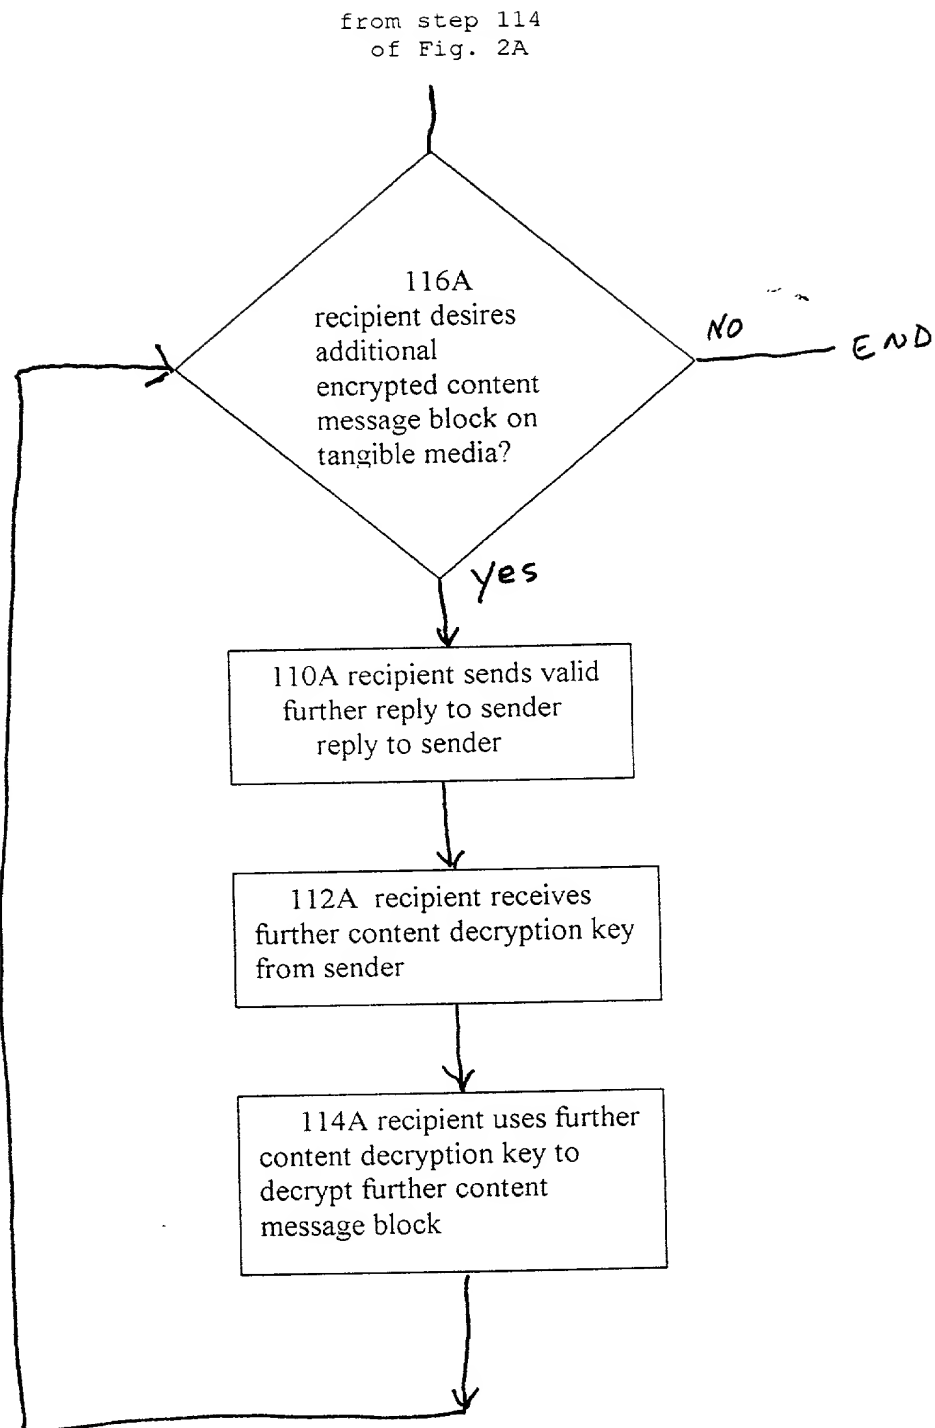 from step 114
of Fig. 2A
116A
recipient desires
additional
encrypted content
message block on
tangible media?
NO
END
yes
110A recipient sends valid
further reply to sender
reply to sender
112A recipient receives
further content decryption key
from sender
114A recipient uses further
content decryption key to
decrypt further content
message block